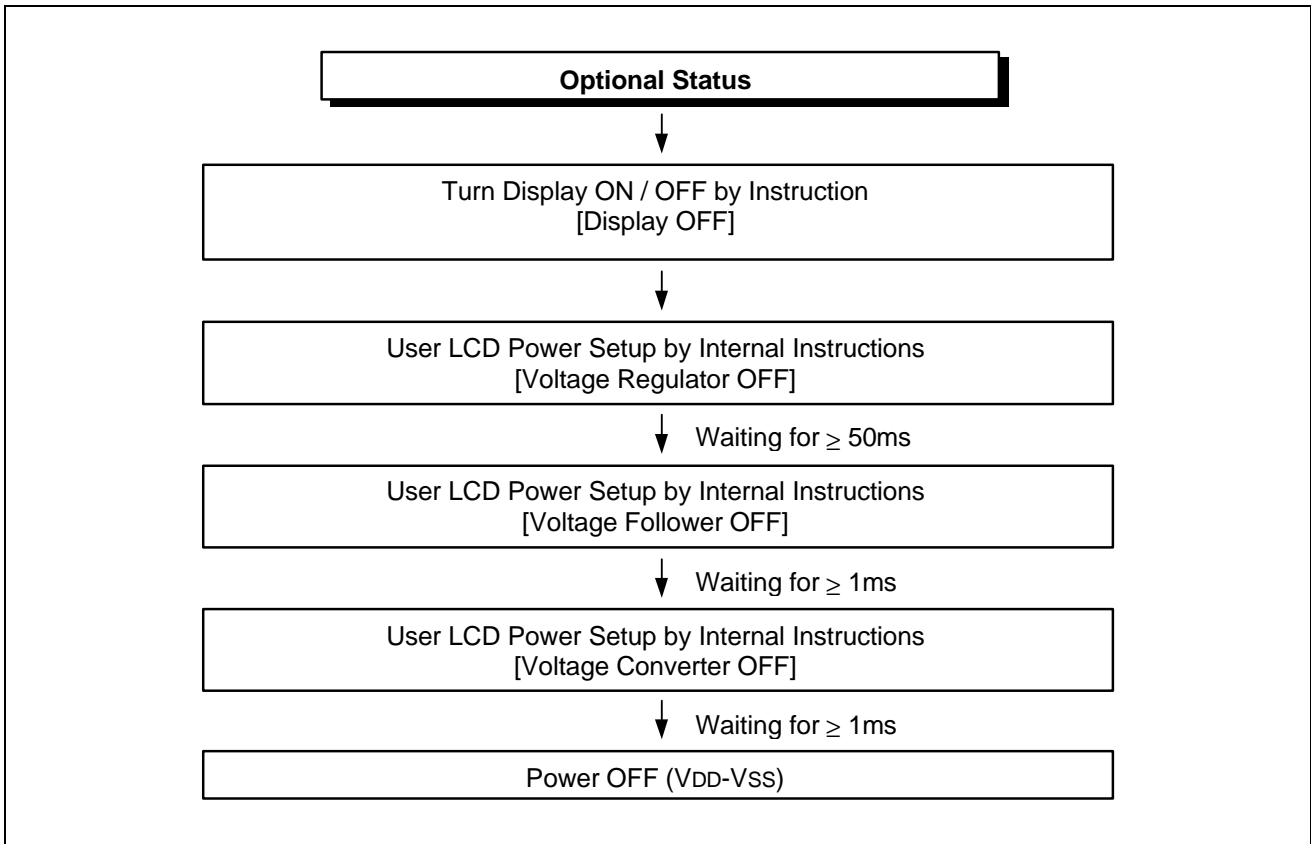 Optional Status
Turn Display ON / OFF by Instruction
[Display OFF]
User LCD Power Setup by Internal Instructions
[Voltage Regulator OFF]
Waiting for ≥ 50ms
User LCD Power Setup by Internal Instructions
[Voltage Follower OFF]
Waiting for ≥ 1ms
User LCD Power Setup by Internal Instructions
[Voltage Converter OFF]
Waiting for ≥ 1ms
Power OFF (VDD-VSS)